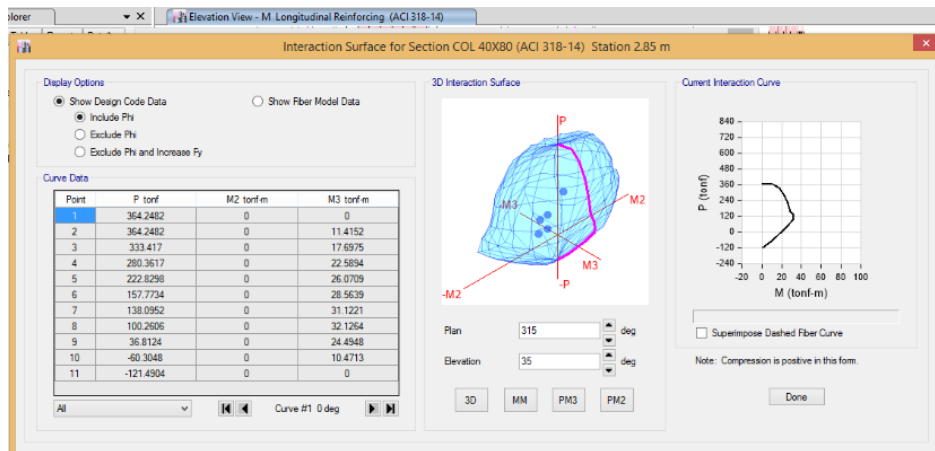 plorer
Elevation View - M Longitudinal Reinforcing (ACI 318-14)
Interaction Surface for Section COL 40X80 (ACI 318-14) Station 2.85 m
Display Options
Show Design Code Data
Show Fiber Model Data
Include Phi
Exclude Phi
Exclude Phi and Increase Fy
Curve Data
Point P tonf M2 tonf-m M3 tonf-m
1 364.2482 0 0
2 364.2482 0 11.4152
3 333.417 0 17.6975
4 280.3617 0 22.5894
5 222.8298 0 26.0709
6 157.7734 0 28.5639
7 138.0952 0 31.1221
8 100.2606 0 32.1264
9 36.8124 0 24.4948
10 -60.3048 0 10.4713
11 -121.4904 0 0
All
Curve #1 0 deg
3D Interaction Surface
P
-M3
M2
M3
-M2
-P
Plan 315 deg
Elevation 35 deg
3D MM PM3 PM2
Current Interaction Curve
840
720
600
480
360
240
120
0
-120
-240
P (tonf)
-20 0 20 40 60 80 100
M (tonf-m)
Superimpose Dashed Fiber Curve
Note: Compression is positive in this form.
Done